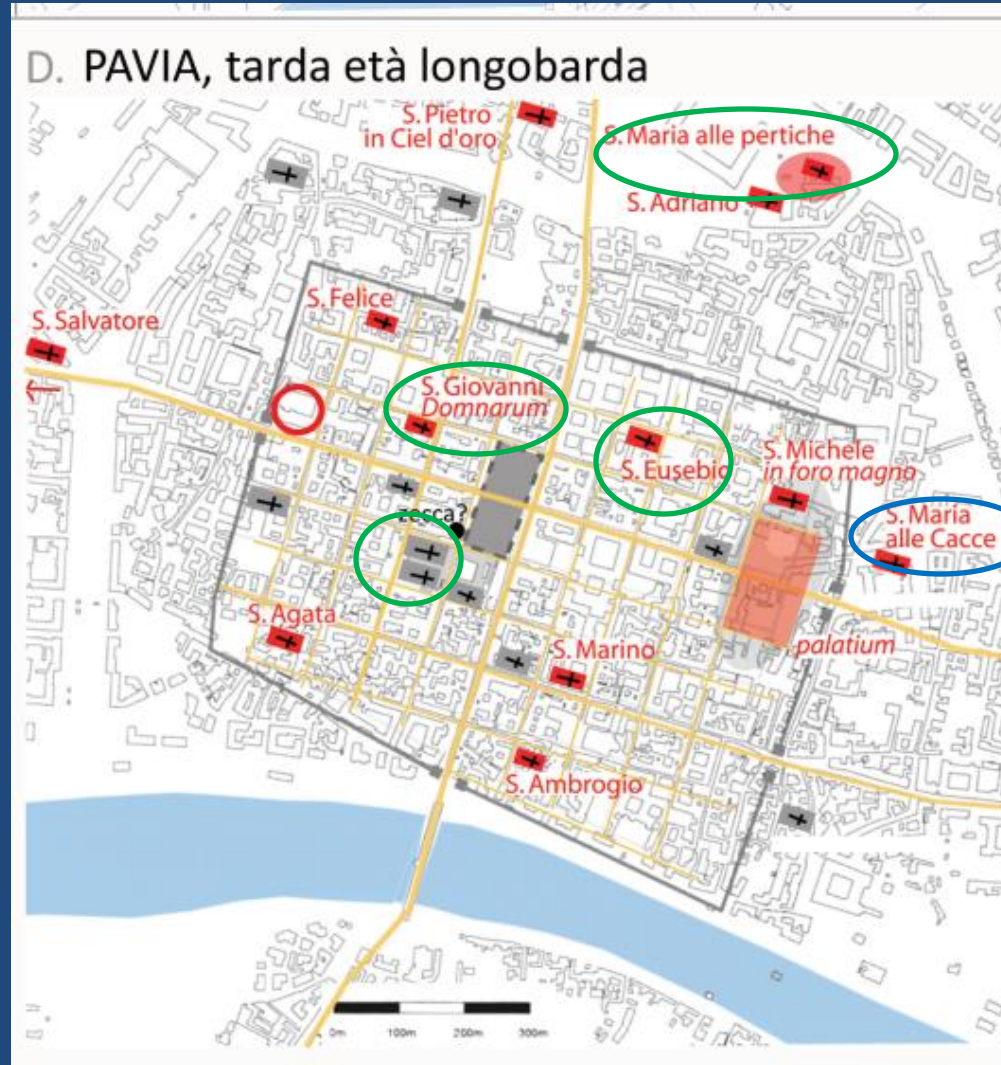 D. PAVIA, tarda età longobarda
S. Pietro
in Ciel d'oro
S. Maria alle pertiche
S. Adriano
S. Felice
S. Salvatore
S. Giovanni
Domnarum
S. Eusebio
S. Michele
in foro magno
S. Maria
alle Cacce
zecca?
S. Agata
S. Marino
palatium
S. Ambrogio
0m 100m 200m 300m